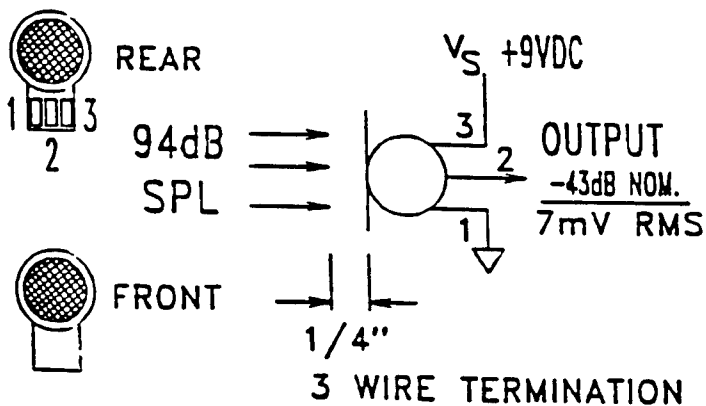 REAR
1 3
2
94dB
SPL
FRONT
V_S +9VDC
3
2
1
OUTPUT
-43dB NOM.
7mV RMS
1/4"
3 WIRE TERMINATION